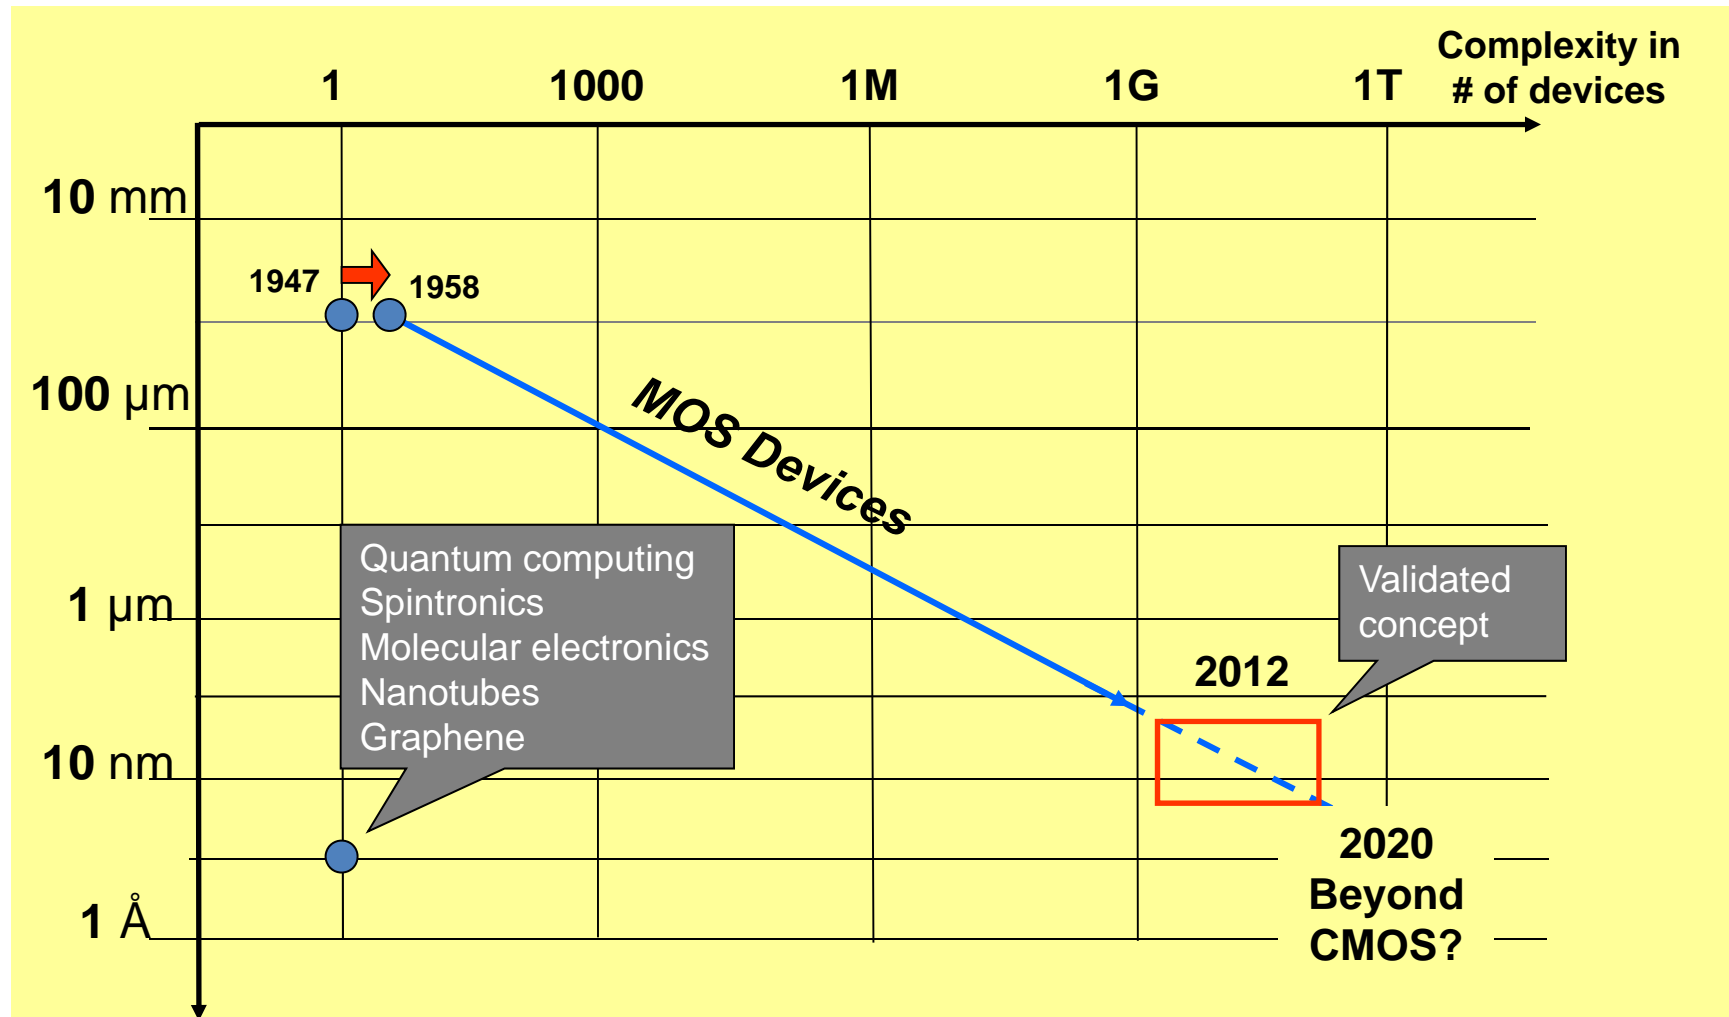 Complexity in
# of devices
1 1000 1M 1G 1T
10 mm
1947
1958
100 µm
MOS Devices
Quantum computing
Spintronics
Molecular electronics
Nanotubes
Graphene
Validated
concept
1 µm
2012
10 nm
2020
Beyond
CMOS?
1 Å